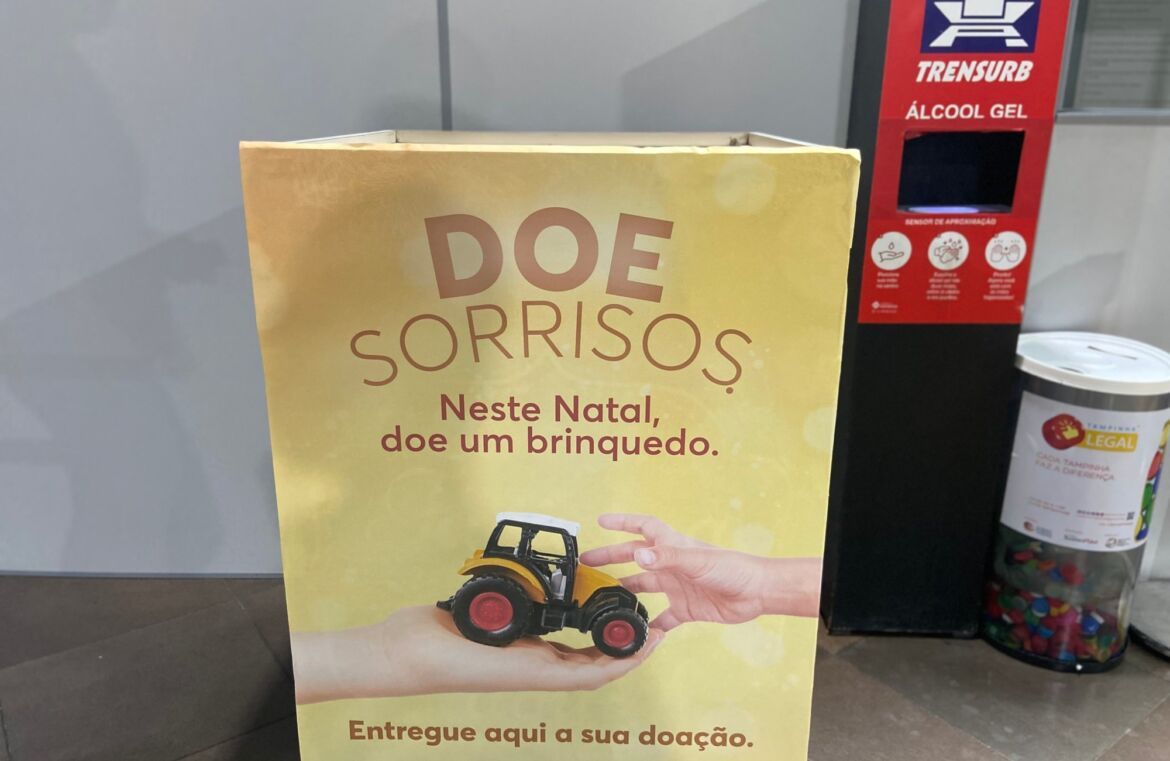 DOE
SORRISOS
Neste Natal,
doe um brinquedo.
Entregue aqui a sua doação.
TRENSURB
ÁLCOOL GEL
SENSOR DE APROXIMAÇÃO
TAMPINHA
LEGAL
CADA TAMPINHA
FAZ A DIFERENÇA